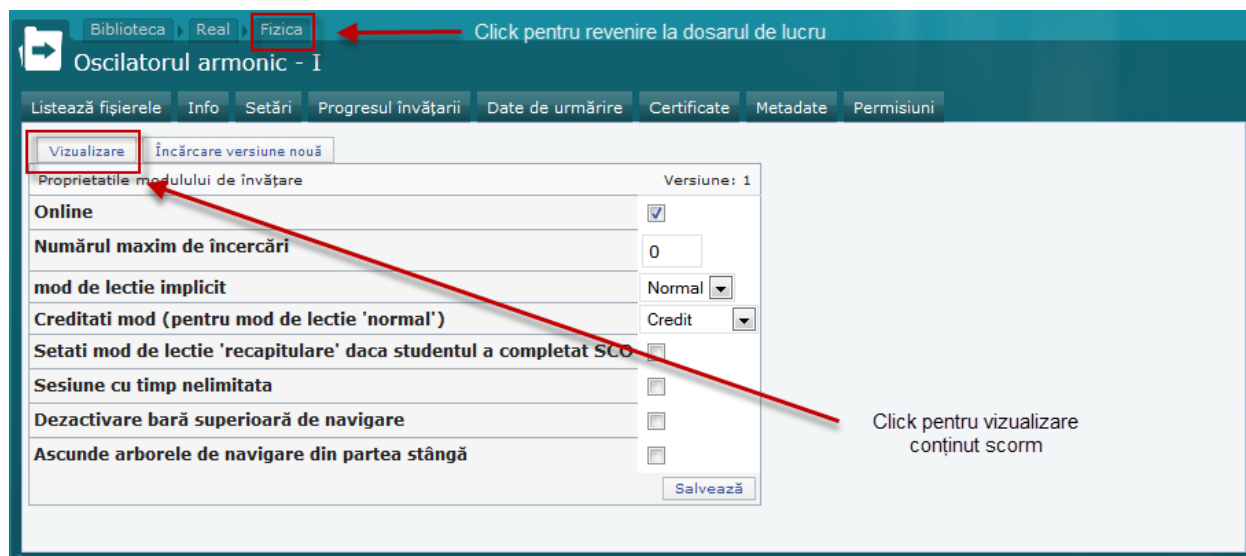 Biblioteca Real Fizica Click pentru revenire la dosarul de lucru
Oscilatorul armonic - I
Listează fișierele Info Setări Progresul învățarii Date de urmărire Certificate Metadate Permisiuni
Vizualizare Încărcare versiune nouă
Proprietatile modulului de învățare Versiune: 1
Online
Numărul maxim de încercări 0
mod de lectie implicit Normal
Creditati mod (pentru mod de lectie 'normal') Credit
Setati mod de lectie 'recapitulare' daca studentul a completat SCO
Sesiune cu timp nelimitata
Dezactivare bară superioară de navigare
Click pentru vizualizare
conținut scorm
Ascunde arborele de navigare din partea stângă
Salvează